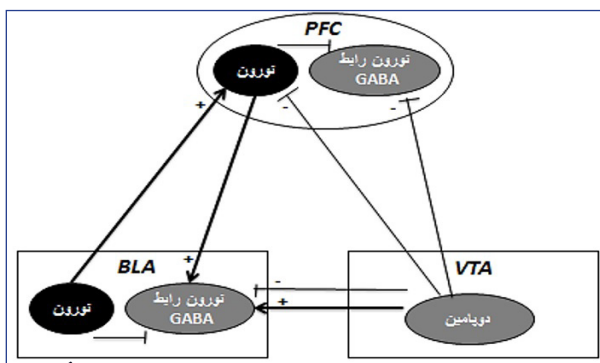 PFC
نورون
نورون رابط
GABA
+
-
-
BLA
نورون
نورون رابط
GABA
+
-
+
VTA
دوپامین